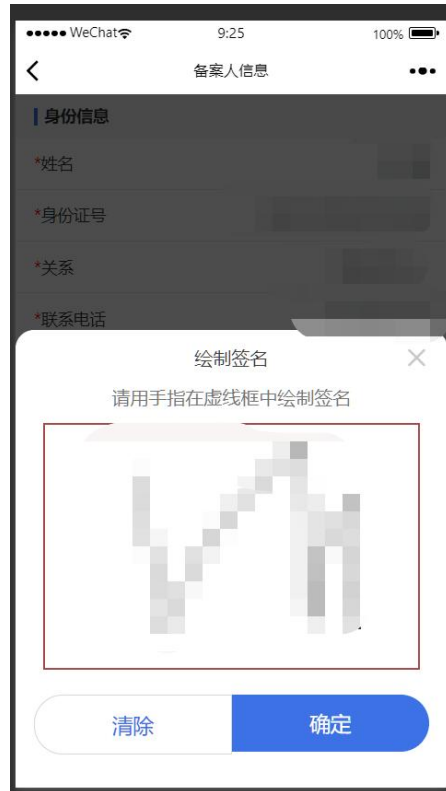 WeChat 9:25 100%
备案人信息
身份信息
*姓名
*身份证号
*关系
*联系电话
绘制签名
请用手指在虚线框中绘制签名
清除 确定